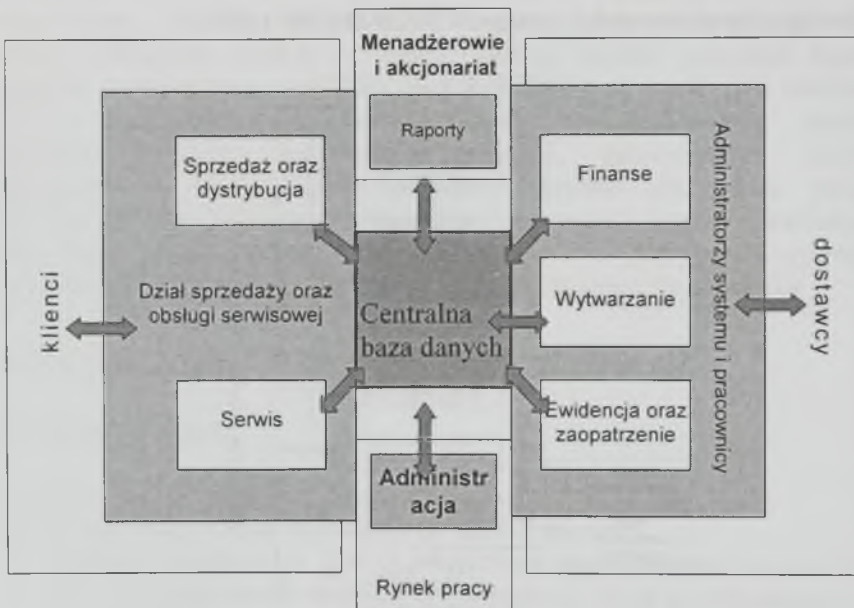 Menadżerowie
i akcjonariat
Raporty
Sprzedaż oraz
dystrybucja
Finanse
Dział sprzedaży oraz
obsługi serwisowej
Centralna
baza danych
Wytwarzanie
Serwis
Ewidencja oraz
zaopatrzenie
Administr
acja
Rynek pracy
klienci
Administratorzy systemu i pracownicy
dostawcy